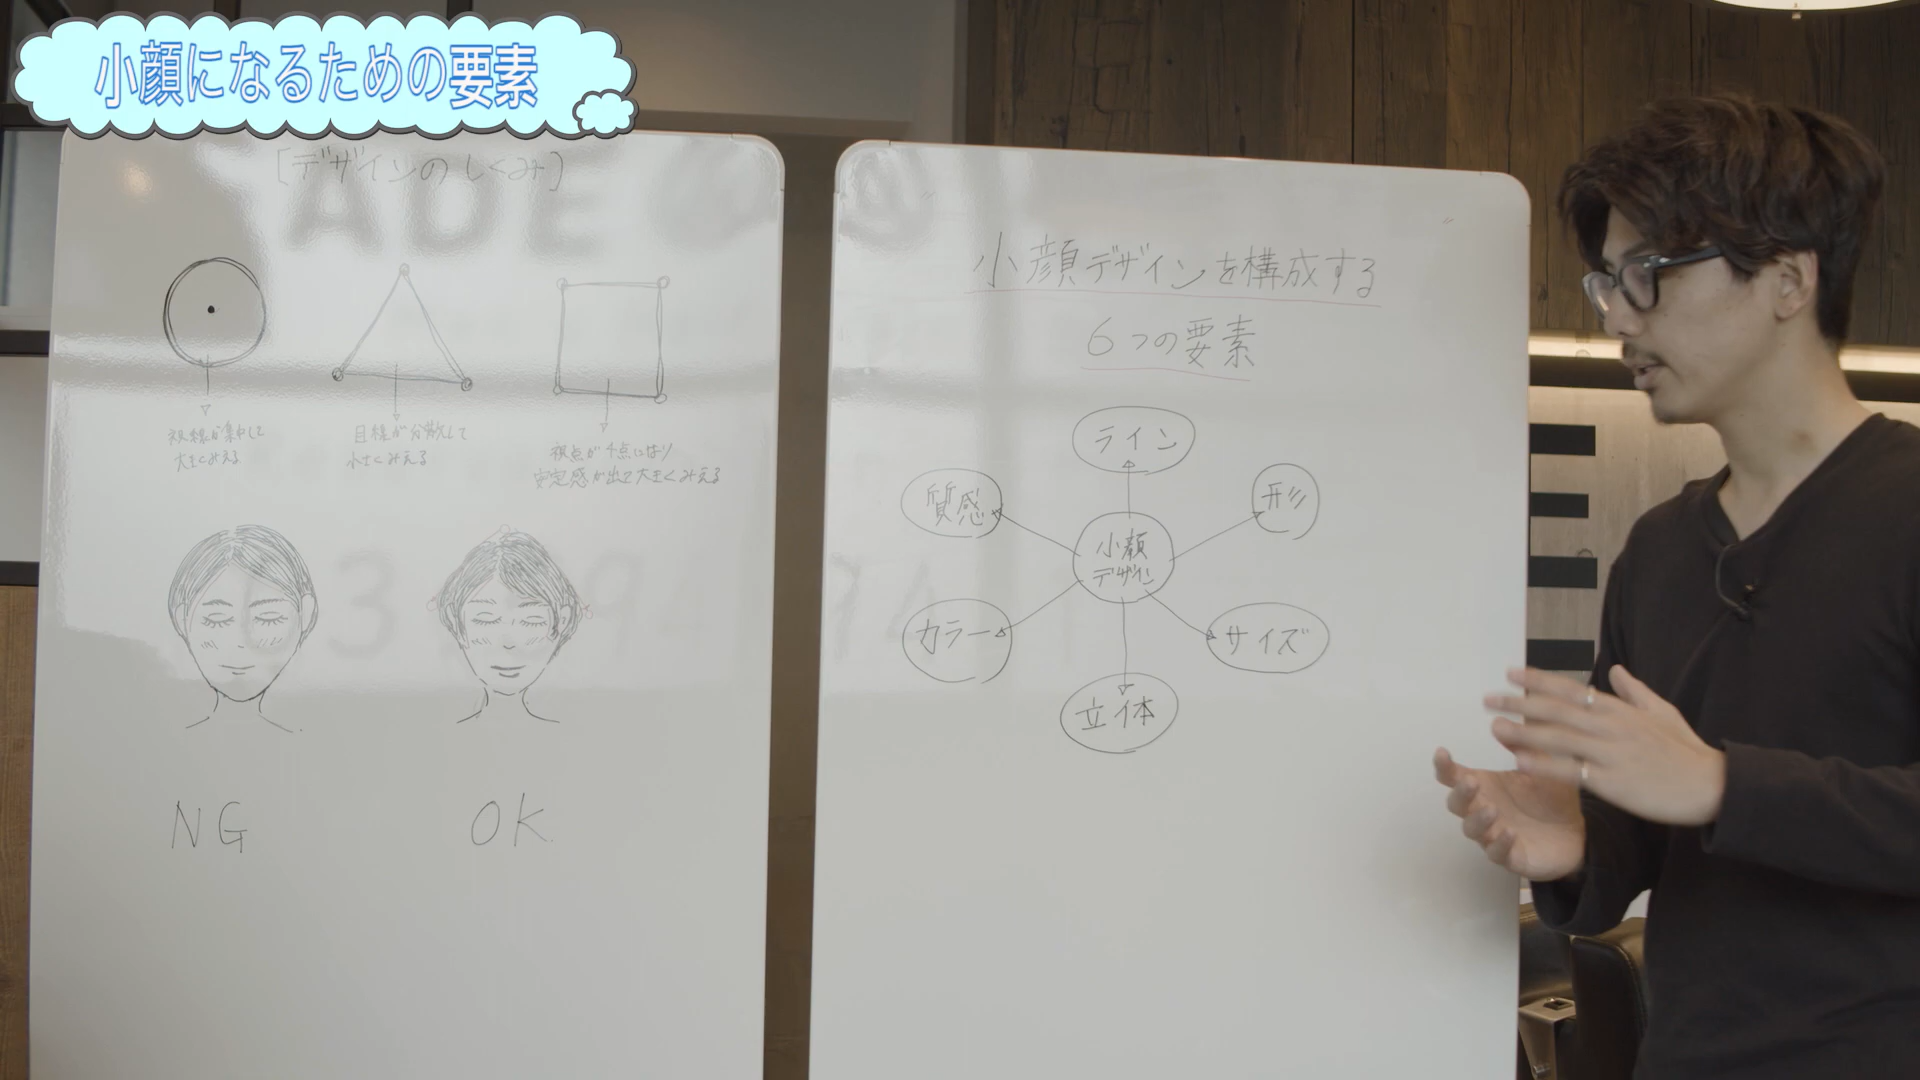 小顔になるための要素
[デザインのしくみ]
視線が集中して
大きくみえる
目線が分散して
小さくみえる
視点が4点になり
安定感が出て大きくみえる
NG
OK
小顔デザインを構成する
6つの要素
ライン
質感
形
小顔
デザイン
カラー
サイズ
立体